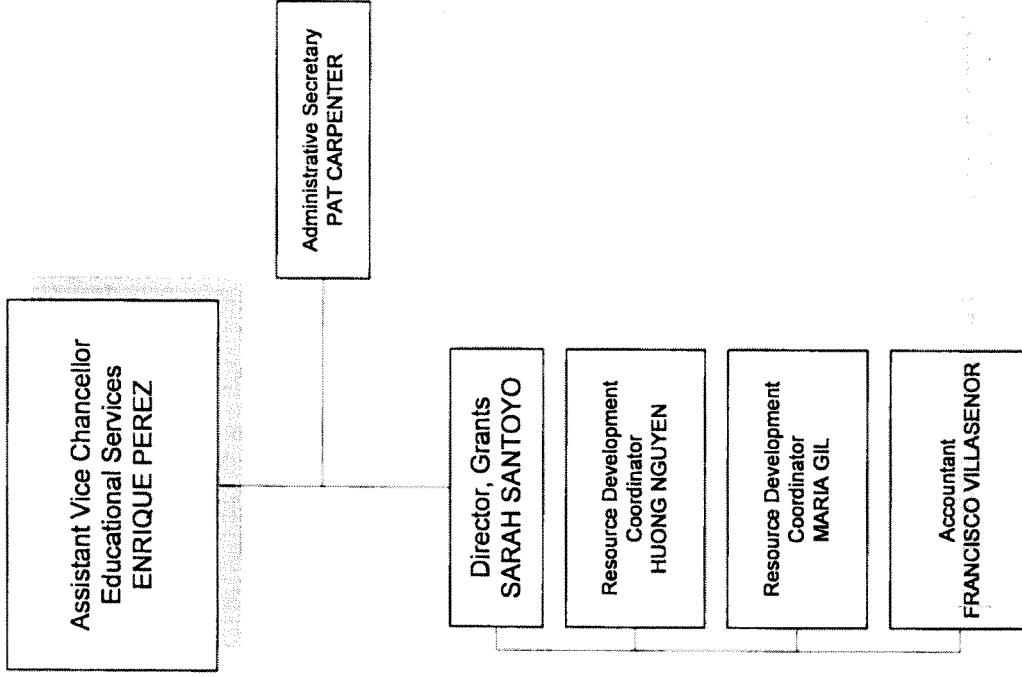 Assistant Vice Chancellor
Educational Services
ENRIQUE PEREZ
Administrative Secretary
PAT CARPENTER
Director, Grants
SARAH SANTOYO
Resource Development
Coordinator
HUONG NGUYEN
Resource Development
Coordinator
MARIA GIL
Accountant
FRANCISCO VILLASENOR